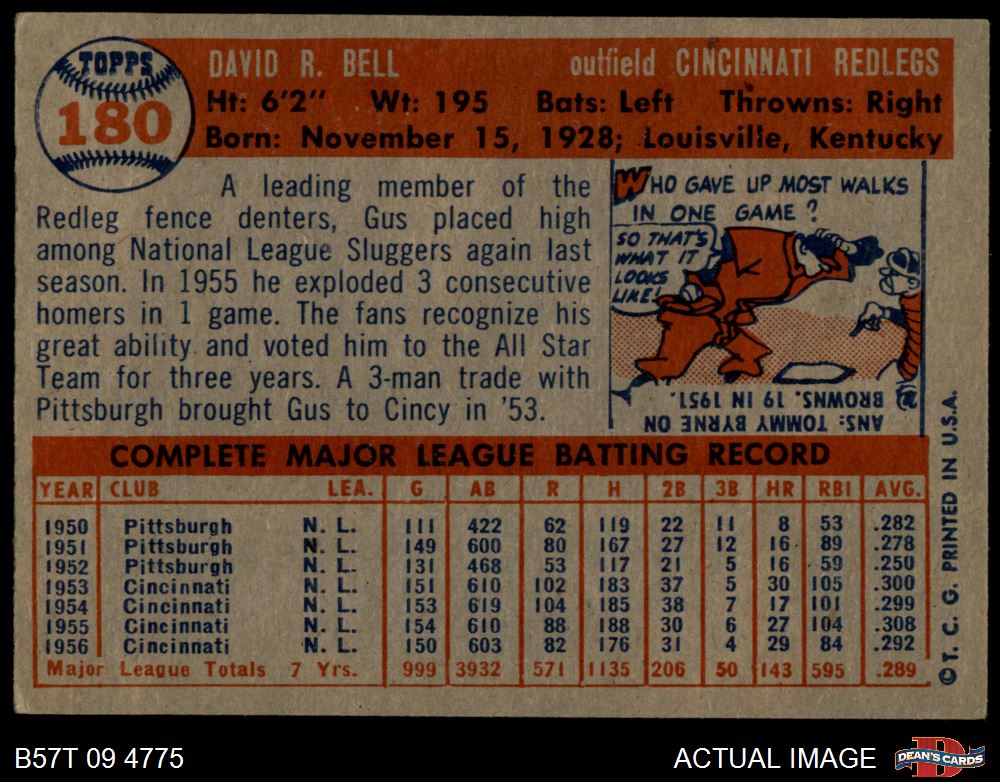 TOPPS
180
DAVID R. BELL outfield CINCINNATI REDLEGS
Ht: 6'2" Wt: 195 Bats: Left Throwns: Right
Born: November 15, 1928; Louisville, Kentucky
A leading member of the
Redleg fence denters, Gus placed high
among National League Sluggers again last
season. In 1955 he exploded 3 consecutive
homers in 1 game. The fans recognize his
great ability and voted him to the All Star
Team for three years. A 3-man trade with
Pittsburgh brought Gus to Cincy in '53.
WHO GAVE UP MOST WALKS
IN ONE GAME?
SO THAT'S
WHAT IT
LOOKS
LIKE!
ANS: TOMMY BYRNE ON
BROWNS. 19 IN 1951.
COMPLETE MAJOR LEAGUE BATTING RECORD
YEAR CLUB LEA. G AB R H 2B 3B HR RBI AVG.
1950 Pittsburgh N. L. 111 422 62 119 22 11 8 53 .282
1951 Pittsburgh N. L. 149 600 80 167 27 12 16 89 .278
1952 Pittsburgh N. L. 131 468 53 117 21 5 16 59 .250
1953 Cincinnati N. L. 151 610 102 183 37 5 30 105 .300
1954 Cincinnati N. L. 153 619 104 185 38 7 17 101 .299
1955 Cincinnati N. L. 154 610 88 188 30 6 27 104 .308
1956 Cincinnati N. L. 150 603 82 176 31 4 29 84 .292
Major League Totals 7 Yrs. 999 3932 571 1135 206 50 143 595 .289
© T. C. G. PRINTED IN U.S.A.
B57T 09 4775
ACTUAL IMAGE
DEAN'S CARDS